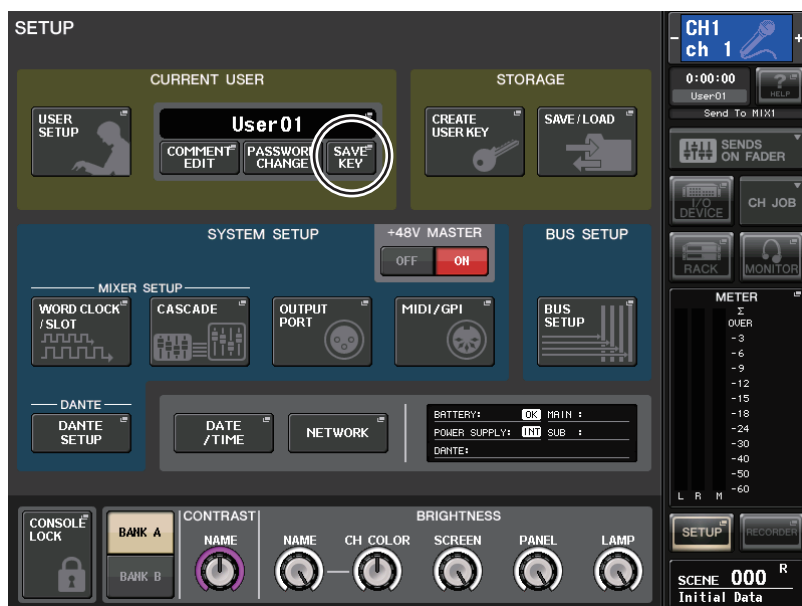 SETUP
CURRENT USER
USER
SETUP
User01
COMMENT
EDIT
PASSWORD
CHANGE
SAVE
KEY
STORAGE
CREATE
USER KEY
SAVE/LOAD
SYSTEM SETUP
+48V MASTER
OFF
ON
MIXER SETUP
WORD CLOCK
/SLOT
CASCADE
OUTPUT
PORT
MIDI/GPI
BUS SETUP
BUS
SETUP
DANTE
DANTE
SETUP
DATE
/TIME
NETWORK
BATTERY: OK MAIN :
POWER SUPPLY: INT SUB :
DANTE:
CONSOLE
LOCK
BANK A
BANK B
CONTRAST
NAME
BRIGHTNESS
NAME
CH COLOR
SCREEN
PANEL
LAMP
- CH1 +
ch 1
0:00:00
User01
?
HELP
Send To MIX1
SENDS
ON FADER
I/O
DEVICE
CH JOB
RACK
MONITOR
METER
Σ
OVER
-3
-6
-9
-12
-15
-18
-24
-30
-40
-50
-60
L R M
SETUP
RECORDER
SCENE 000 R
Initial Data